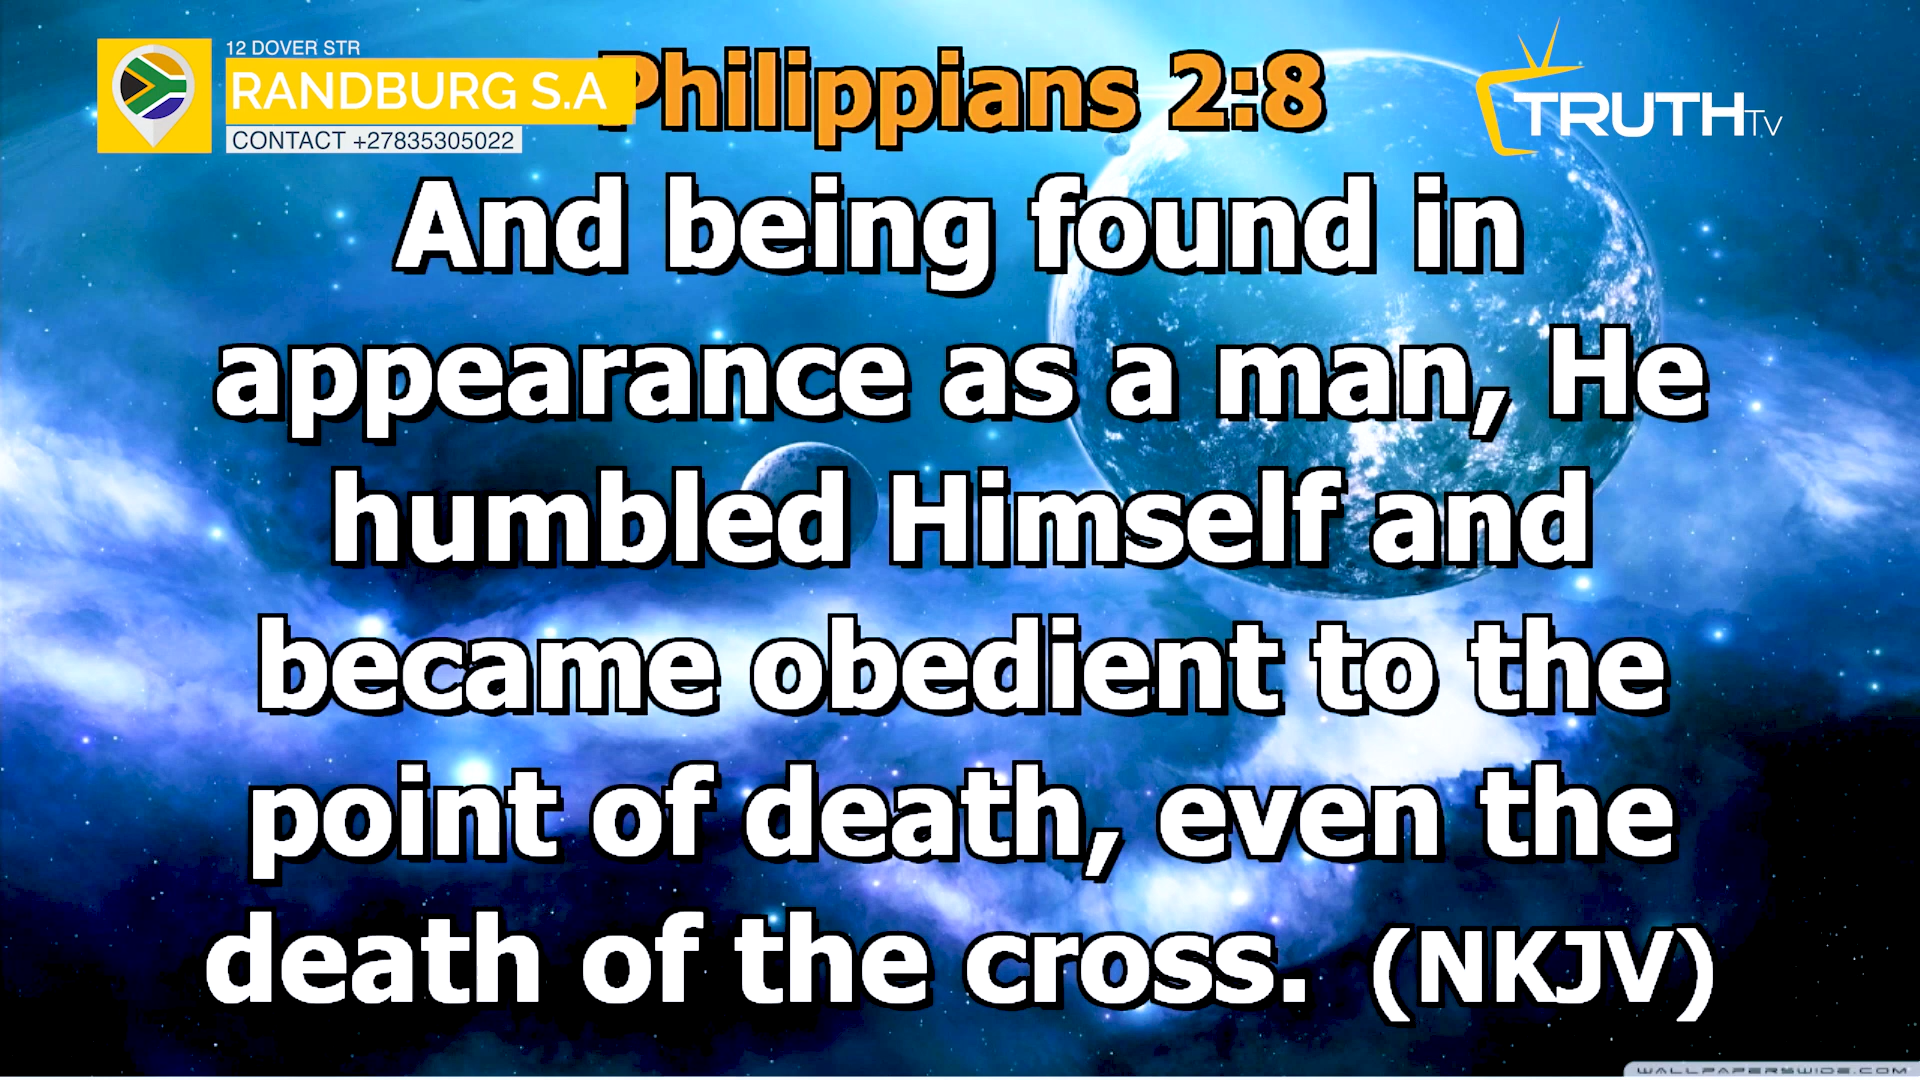 12 DOVER STR
RANDBURG S.A
CONTACT +27835305022
Philippians 2:8
TRUTHTV
And being found in
appearance as a man, He
humbled Himself and
became obedient to the
point of death, even the
death of the cross. (NKJV)
WALLPAPERSWIDE.COM